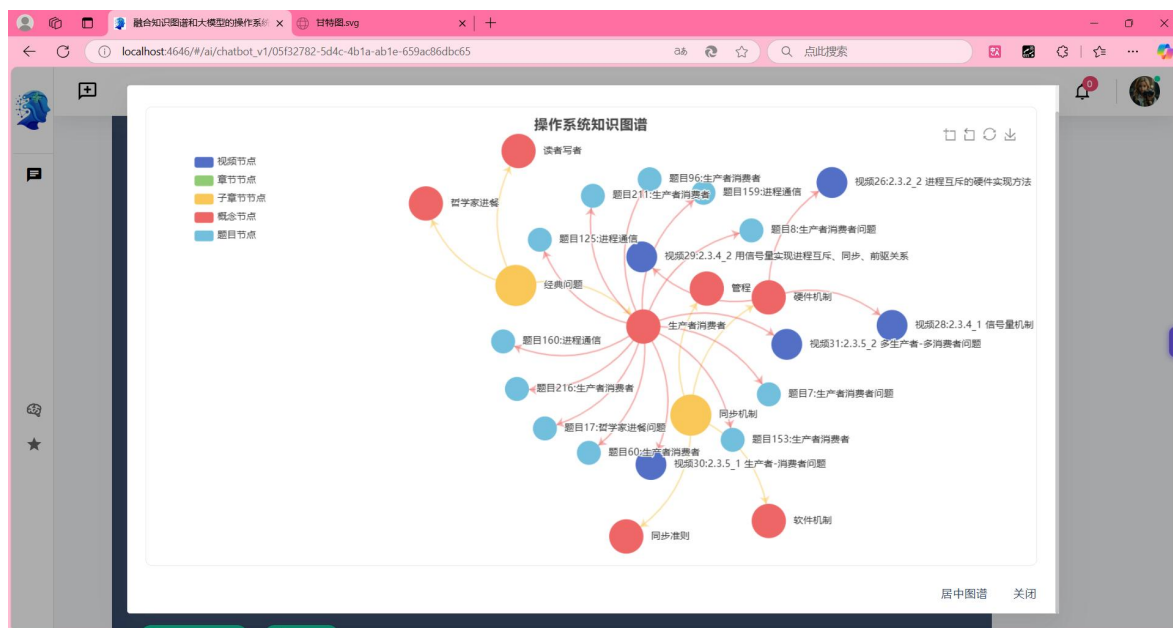 融合知识图谱和大模型的操作系统
甘特图.svg
localhost:4646/#/ai/chatbot_v1/05f32782-5d4c-4b1a-ab1e-659ac86dbc65
点此搜索
0
操作系统知识图谱
视频节点
章节节点
子章节节点
概念节点
题目节点
读者写者
哲学家进餐
题目96:生产者消费者
题目211:生产者消费者
题目159:进程通信
视频26:2.3.2_2 进程互斥的硬件实现方法
题目125:进程通信
题目8:生产者消费者问题
视频29:2.3.4_2 用信号量实现进程互斥、同步、前驱关系
经典问题
管程
硬件机制
生产者消费者
视频28:2.3.4_1 信号量机制
题目160:进程通信
视频31:2.3.5_2 多生产者-多消费者问题
题目216:生产者消费者
题目7:生产者消费者问题
同步机制
题目17:哲学家进餐问题
题目153:生产者消费者
题目60:生产者消费者
视频30:2.3.5_1 生产者-消费者问题
软件机制
同步准则
居中图谱
关闭